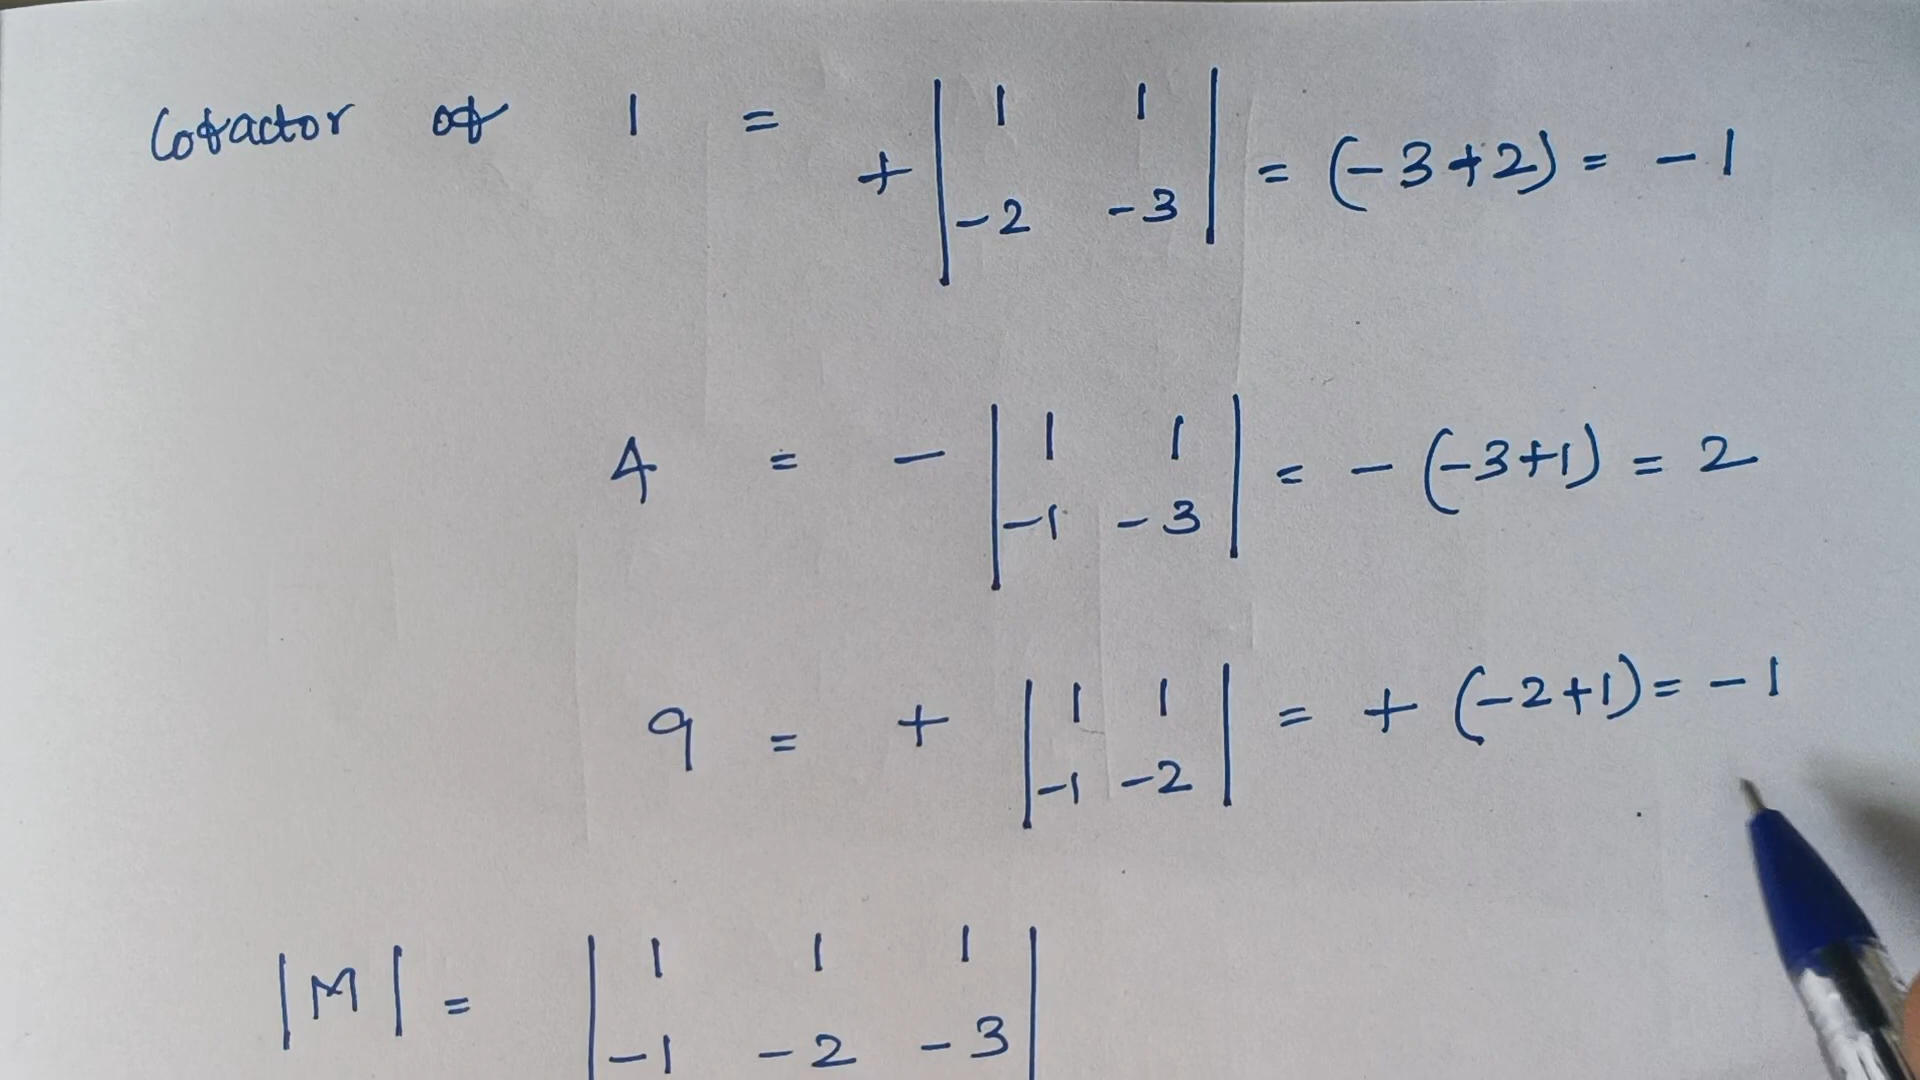 Cofactor of 1 = + | 1 1 | = (-3+2) = -1
| -2 -3 |
4 = - | 1 1 | = - (-3+1) = 2
| -1 -3 |
9 = + | 1 1 | = + (-2+1) = -1
| -1 -2 |
|M| = | 1 1 1 |
| -1 -2 -3 |